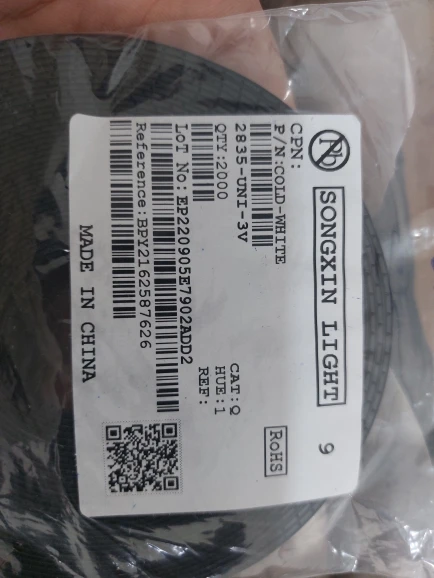 Pb
SONGXIN LIGHT
9
CPN:
P/N:COLD-WHITE
2835-UNI-3V
RoHS
QTY:2000
CAT:Q
HUE:1
REF:
LOT No: EP220905E7902ADD2
Reference:BPY2162587626
MADE IN CHINA